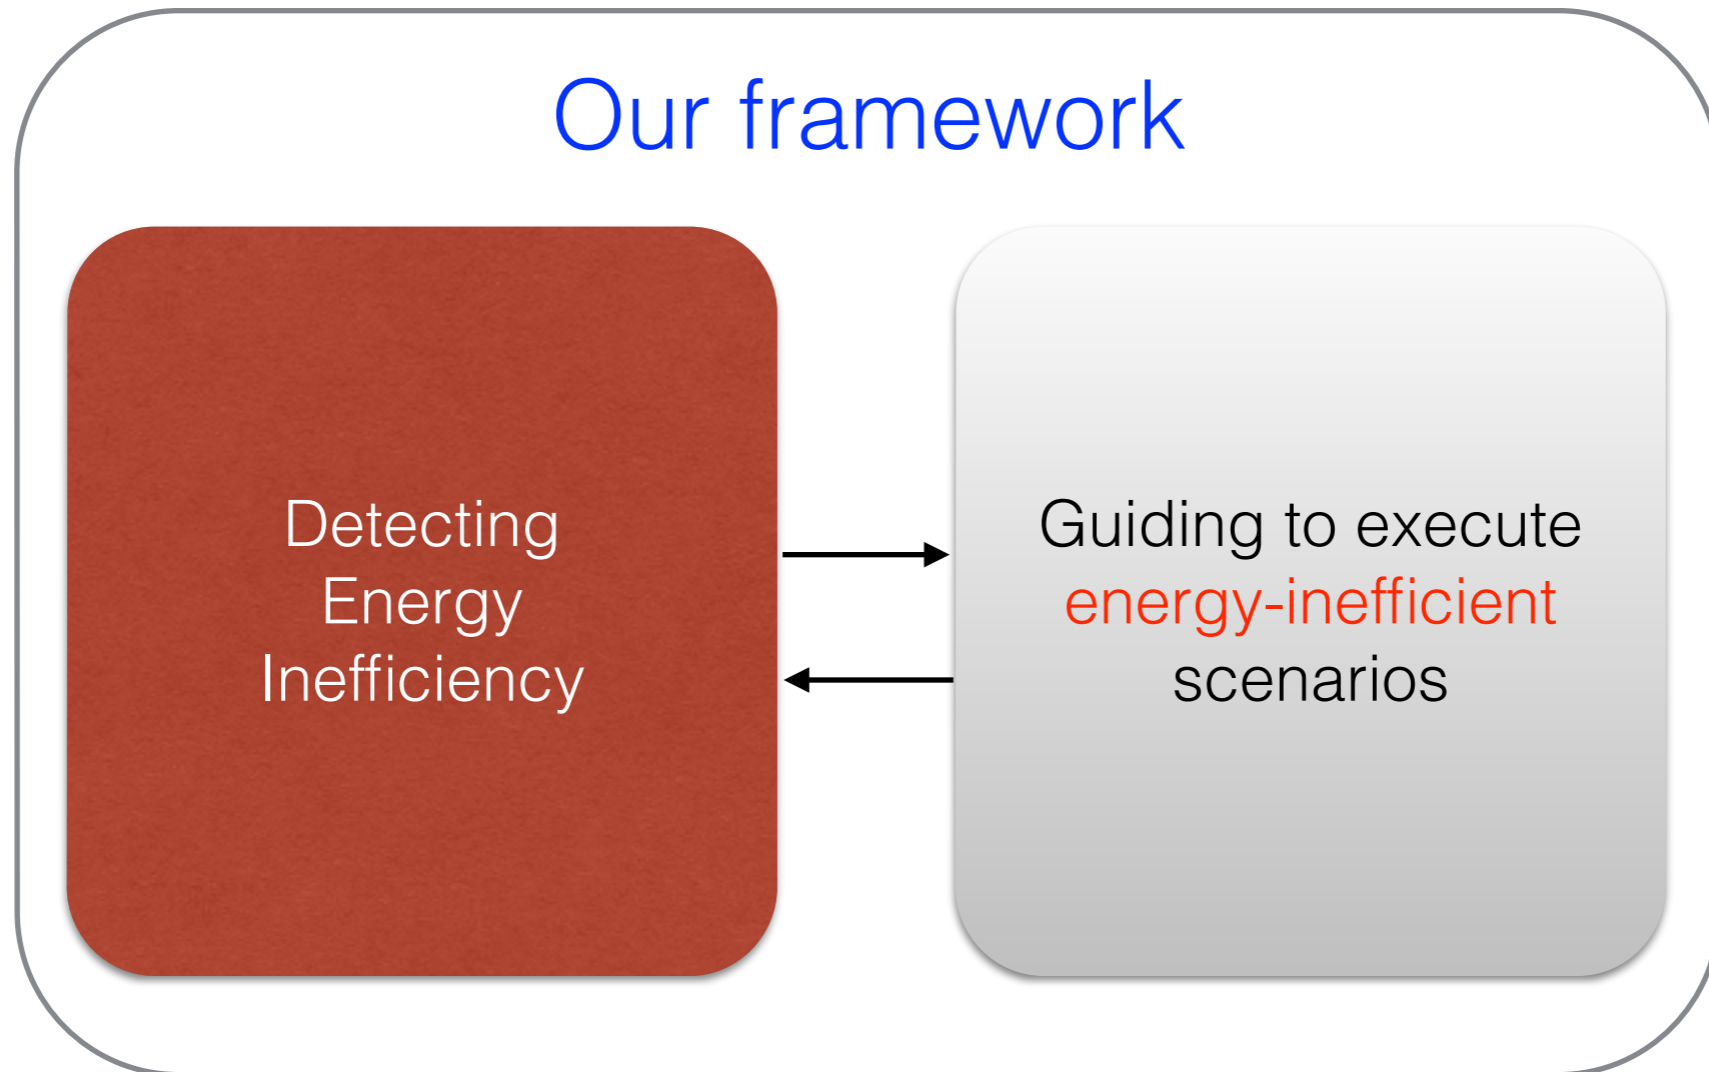 Our framework
Detecting
Energy
Inefficiency
Guiding to execute
energy-inefficient
scenarios